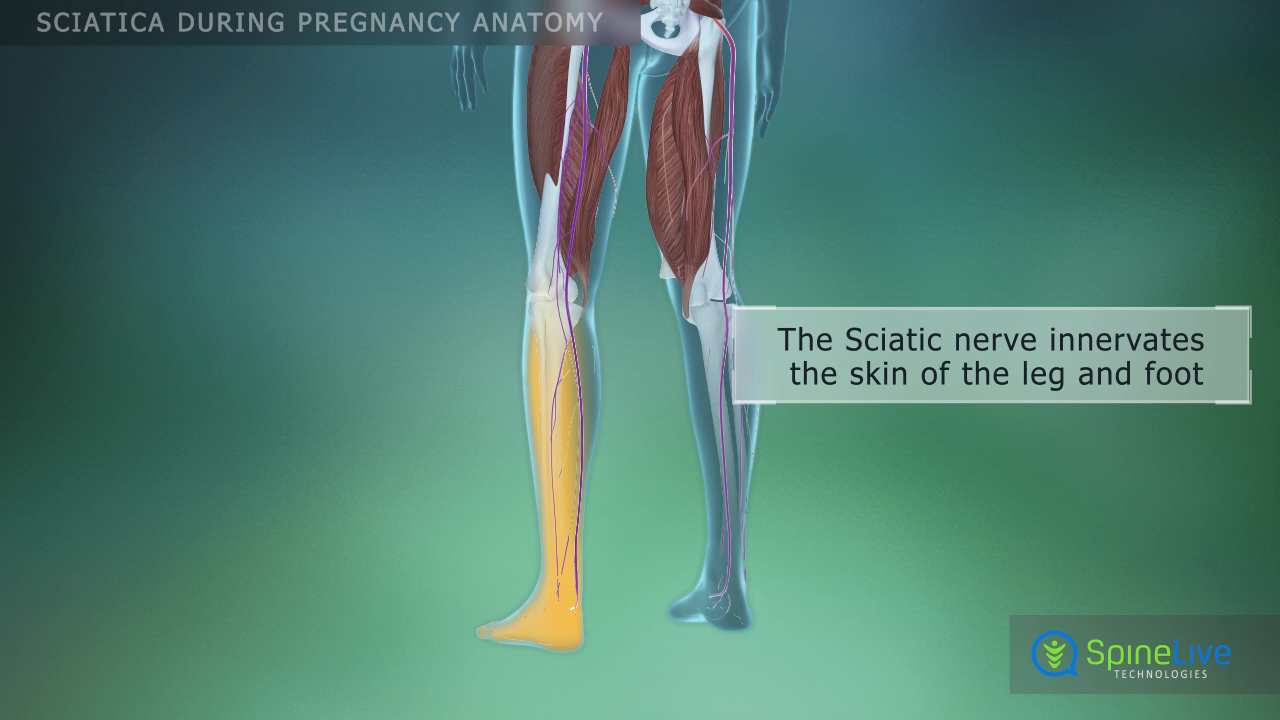 SCIATICA DURING PREGNANCY ANATOMY
The Sciatic nerve innervates
the skin of the leg and foot
SpineLive
TECHNOLOGIES